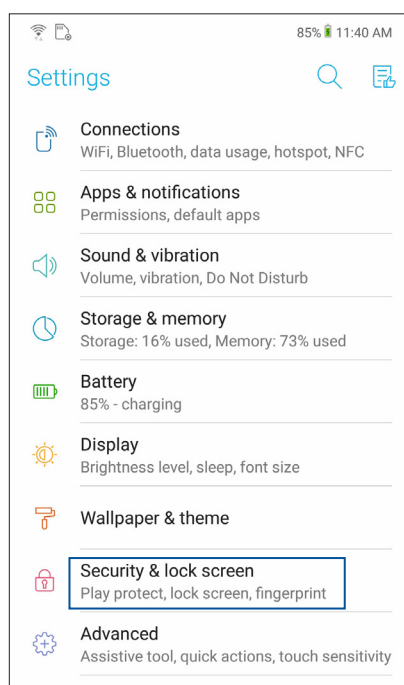 85% 11:40 AM
Settings
Connections
WiFi, Bluetooth, data usage, hotspot, NFC
Apps & notifications
Permissions, default apps
Sound & vibration
Volume, vibration, Do Not Disturb
Storage & memory
Storage: 16% used, Memory: 73% used
Battery
85% - charging
Display
Brightness level, sleep, font size
Wallpaper & theme
Security & lock screen
Play protect, lock screen, fingerprint
Advanced
Assistive tool, quick actions, touch sensitivity